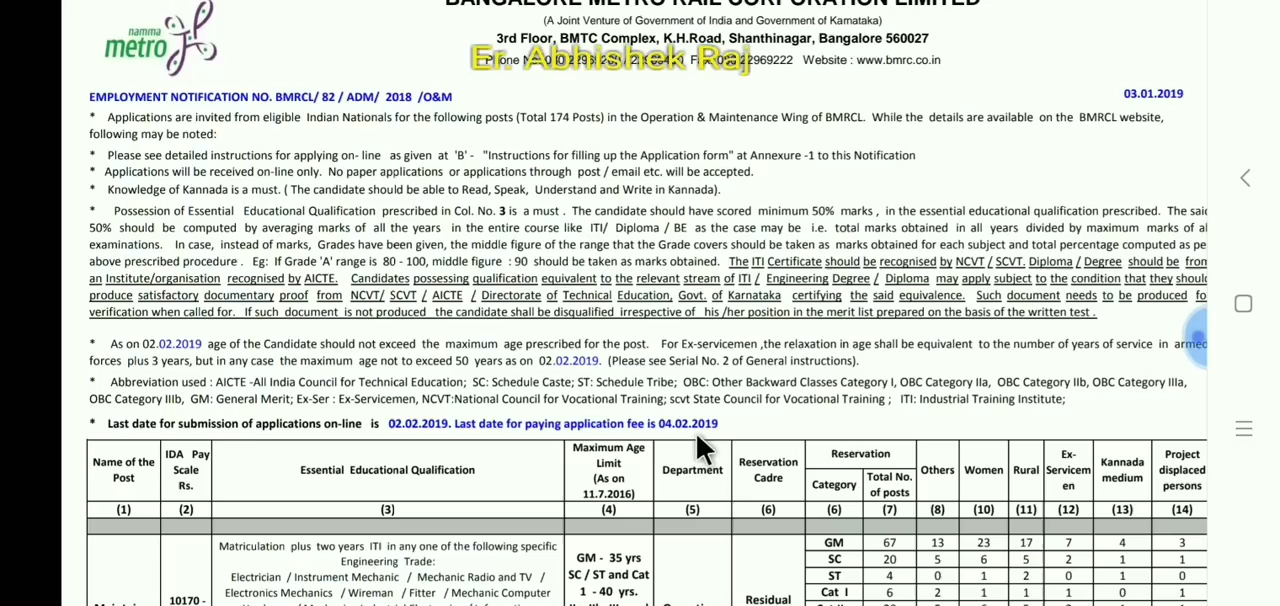 BANGALORE METRO RAIL CORPORATION LIMITED
namma
metro
(A Joint Venture of Government of India and Government of Karnataka)
3rd Floor, BMTC Complex, K.H.Road, Shanthinagar, Bangalore 560027
Er. Abhishek Raj
22969222 Website : www.bmrc.co.in
EMPLOYMENT NOTIFICATION NO. BMRCL/ 82 / ADM/ 2018 /O&M
03.01.2019
* Applications are invited from eligible Indian Nationals for the following posts (Total 174 Posts) in the Operation & Maintenance Wing of BMRCL. While the details are available on the BMRCL website,
following may be noted:
* Please see detailed instructions for applying on- line as given at 'B' - "Instructions for filling up the Application form" at Annexure -1 to this Notification
* Applications will be received on-line only. No paper applications or applications through post / email etc. will be accepted.
* Knowledge of Kannada is a must. ( The candidate should be able to Read, Speak, Understand and Write in Kannada).
* Possession of Essential Educational Qualification prescribed in Col. No. 3 is a must . The candidate should have scored minimum 50% marks , in the essential educational qualification prescribed. The sai
50% should be computed by averaging marks of all the years in the entire course like ITI/ Diploma / BE as the case may be i.e. total marks obtained in all years divided by maximum marks of al
examinations. In case, instead of marks, Grades have been given, the middle figure of the range that the Grade covers should be taken as marks obtained for each subject and total percentage computed as pe
above prescribed procedure . Eg: If Grade 'A' range is 80 - 100, middle figure : 90 should be taken as marks obtained. The ITI Certificate should be recognised by NCVT / SCVT. Diploma / Degree should be from
an Institute/organisation recognised by AICTE. Candidates possessing qualification equivalent to the relevant stream of ITI / Engineering Degree / Diploma may apply subject to the condition that they shoul
produce satisfactory documentary proof from NCVT/ SCVT / AICTE / Directorate of Technical Education, Govt. of Karnataka certifying the said equivalence. Such document needs to be produced fo
verification when called for. If such document is not produced the candidate shall be disqualified irrespective of his /her position in the merit list prepared on the basis of the written test .
* As on 02.02.2019 age of the Candidate should not exceed the maximum age prescribed for the post. For Ex-servicemen ,the relaxation in age shall be equivalent to the number of years of service in armed
forces plus 3 years, but in any case the maximum age not to exceed 50 years as on 02.02.2019. (Please see Serial No. 2 of General instructions).
* Abbreviation used : AICTE -All India Council for Technical Education; SC: Schedule Caste; ST: Schedule Tribe; OBC: Other Backward Classes Category I, OBC Category IIa, OBC Category IIb, OBC Category IIIa,
OBC Category IIIb, GM: General Merit; Ex-Ser : Ex-Servicemen, NCVT:National Council for Vocational Training; scvt State Council for Vocational Training ; ITI: Industrial Training Institute;
* Last date for submission of applications on-line is 02.02.2019. Last date for paying application fee is 04.02.2019
Name of the Post IDA Pay Scale Rs. Essential Educational Qualification Maximum Age Limit (As on 11.7.2016) Department Reservation Cadre Reservation Category Total No. of posts Others Women Rural Ex-Servicemen Kannada medium Project displaced persons
(1) (2) (3) (4) (5) (6) (6) (7) (8) (10) (11) (12) (13) (14)
Matriculation plus two years ITI in any one of the following specific
Engineering Trade:
Electrician / Instrument Mechanic / Mechanic Radio and TV /
Electronics Mechanics / Wireman / Fitter / Mechanic Computer
10170 -
GM - 35 yrs
SC / ST and Cat
1 - 40 yrs.
Residual
GM 67 13 23 17 7 4 3
SC 20 5 6 5 2 1 1
ST 4 0 1 2 0 1 0
Cat I 6 2 1 1 1 0 1